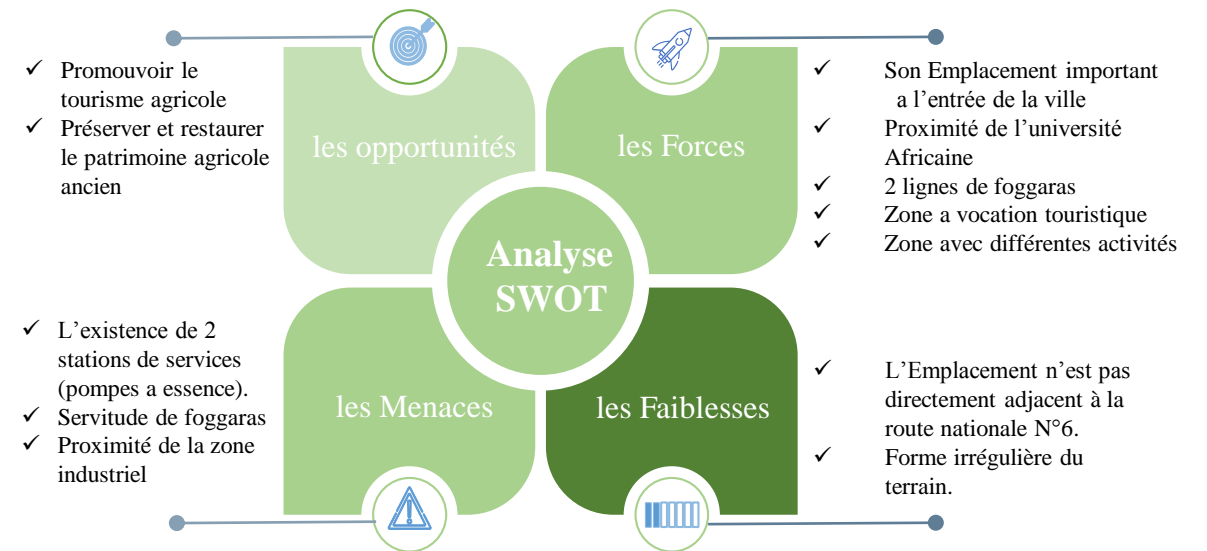 ✓ Promouvoir le
tourisme agricole
✓ Préserver et restaurer
le patrimoine agricole
ancien
les opportunités
les Forces
✓ Son Emplacement important
a l’entrée de la ville
✓ Proximité de l’université
Africaine
✓ 2 lignes de foggaras
✓ Zone a vocation touristique
✓ Zone avec différentes activités
Analyse
SWOT
✓ L’existence de 2
stations de services
(pompes a essence).
✓ Servitude de foggaras
✓ Proximité de la zone
industriel
les Menaces
les Faiblesses
✓ L’Emplacement n’est pas
directement adjacent à la
route nationale N°6.
✓ Forme irrégulière du
terrain.